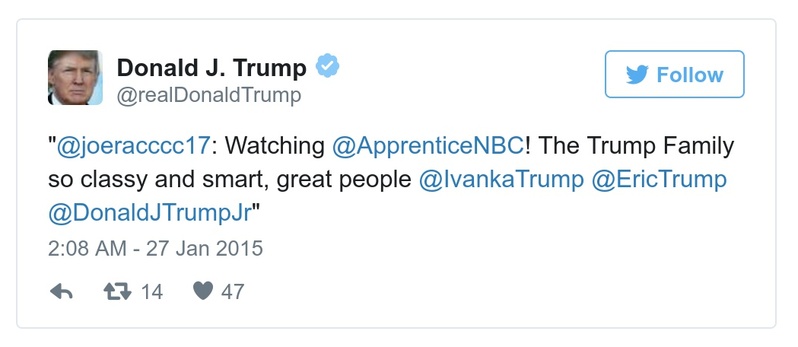 Donald J. Trump
@realDonaldTrump
Follow
"@joeracccc17: Watching @ApprenticeNBC! The Trump Family
so classy and smart, great people @IvankaTrump @EricTrump
@DonaldJTrumpJr"
2:08 AM - 27 Jan 2015
14 47